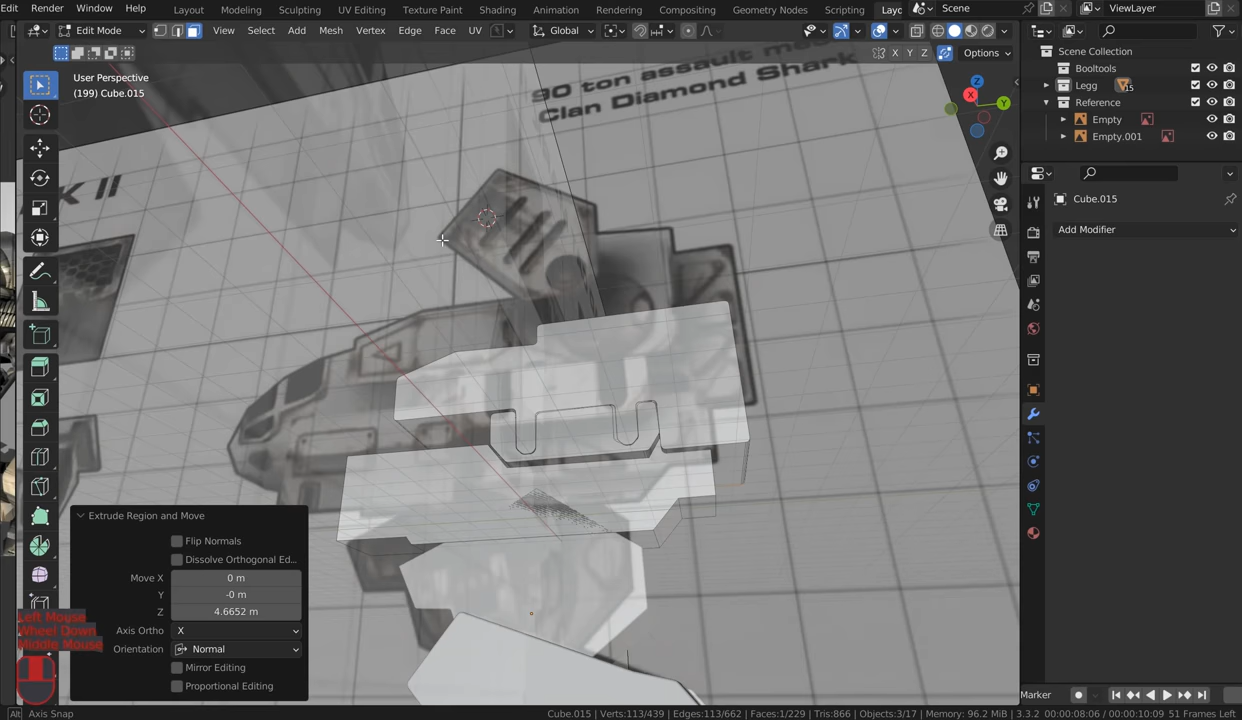 Edit Window Help Layout Modeling Sculpting UV Editing Texture Paint Shading Animation Rendering Compositing Geometry Nodes Scripting Layc Scene ViewLayer
Edit Mode View Select Add Mesh Vertex Edge Face UV Global
X Y Z Options
User Perspective
(199) Cube.015
90 ton assault me
Clan Diamond Shark
K II
Z
X
Y
Scene Collection
Booltools
Legg 15
Reference
Empty
Empty.001
Cube.015
Add Modifier
Extrude Region and Move
Flip Normals
Dissolve Orthogonal Ed...
Move X 0 m
Y -0 m
Z 4.6652 m
Axis Ortho X
Orientation Normal
Mirror Editing
Proportional Editing
Left Mouse
Wheel Down
Middle Mouse
Marker
Alt Axis Snap
Cube.015 | Verts:113/439 | Edges:113/662 | Faces:1/229 | Tris:866 | Objects:3/17 | Memory: 96.2 MiB | 3.3.2 00:00:08:06 / 00:00:10:09 51 Frames Left